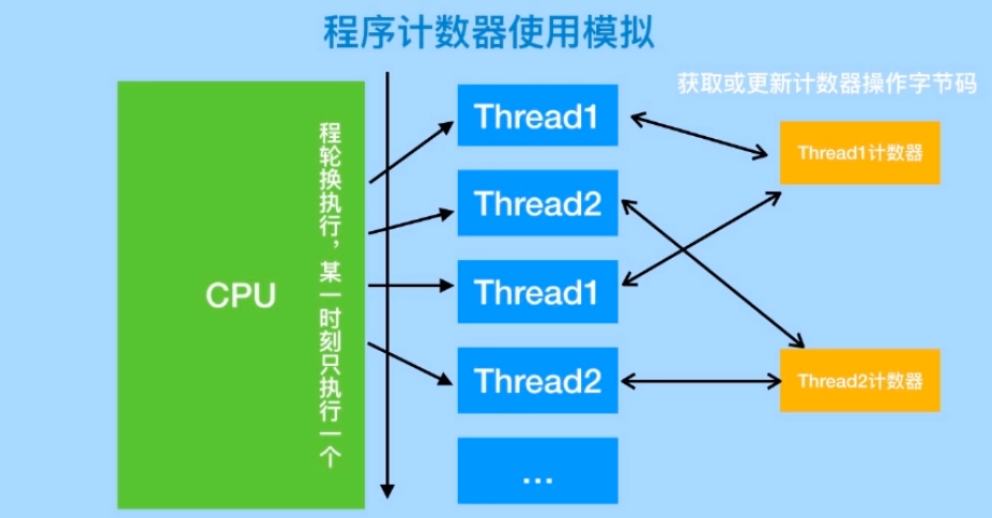 程序计数器使用模拟
获取或更新计数器操作字节码
CPU
程轮换执行，某一时刻只执行一个
Thread1
Thread2
Thread1
Thread2
...
Thread1计数器
Thread2计数器